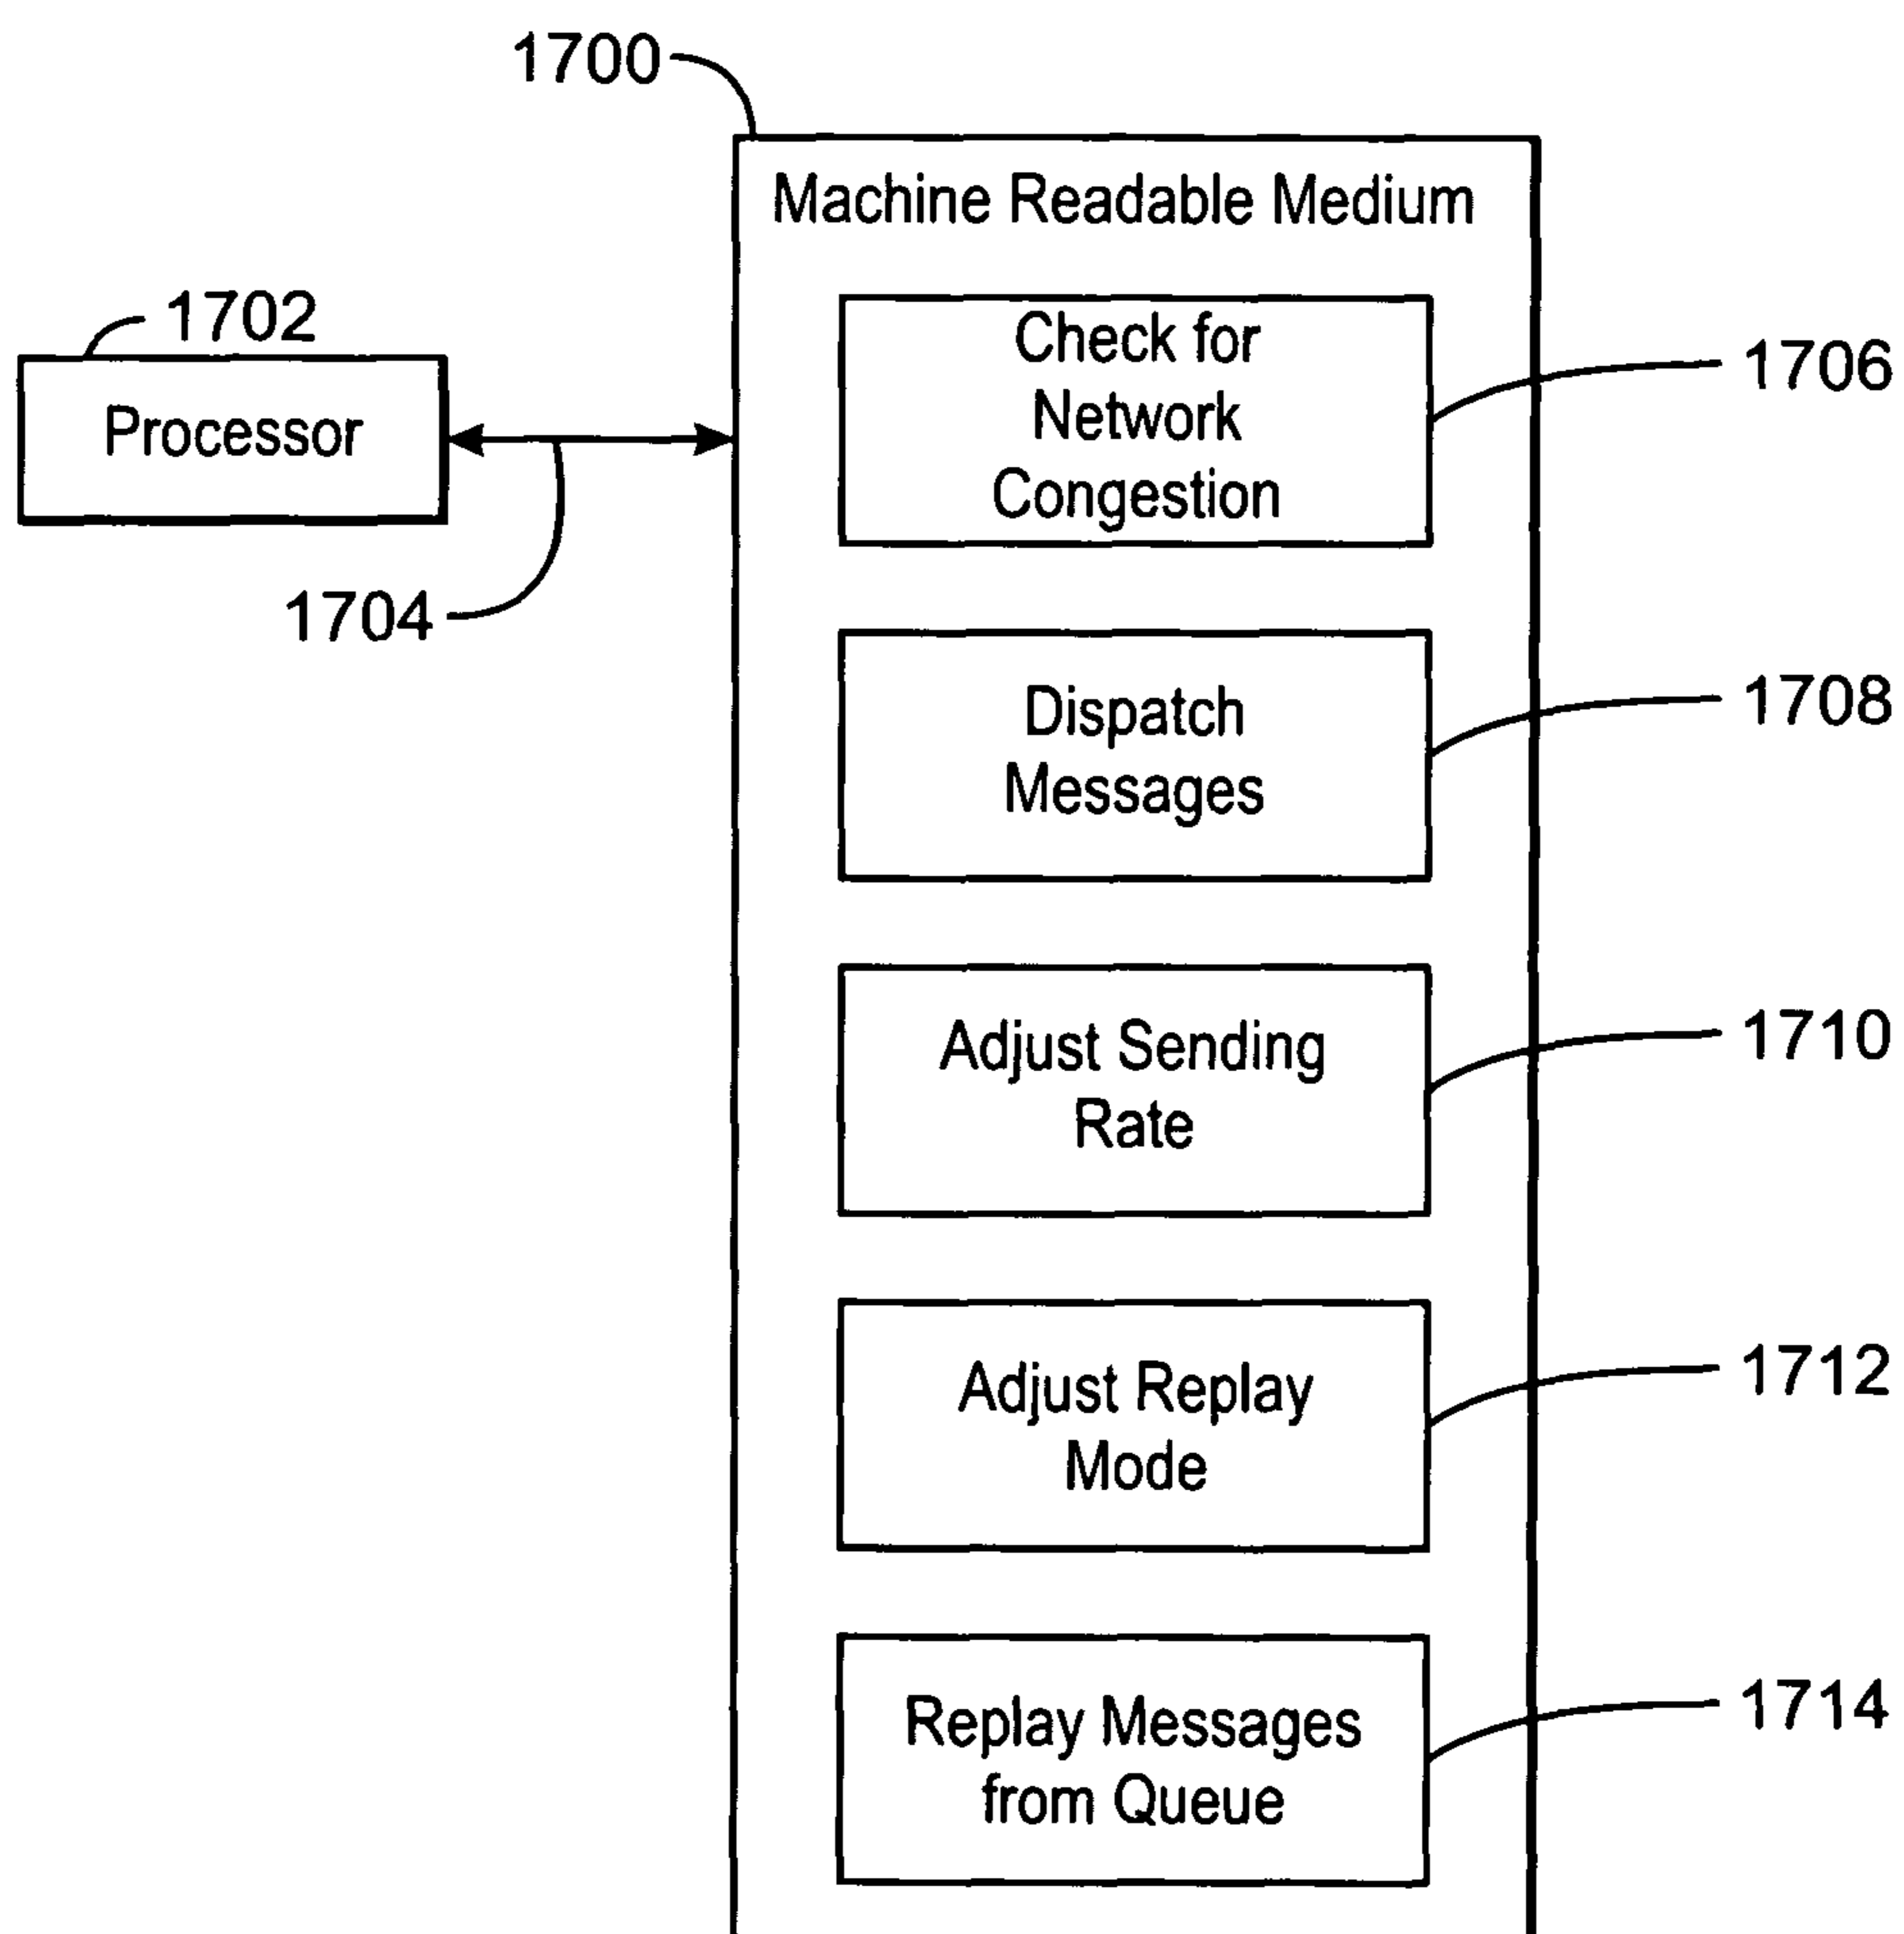 1700
Machine Readable Medium
1702
Processor
1704
Check for
Network
Congestion
1706
Dispatch
Messages
1708
Adjust Sending
Rate
1710
Adjust Replay
Mode
1712
Replay Messages
from Queue
1714